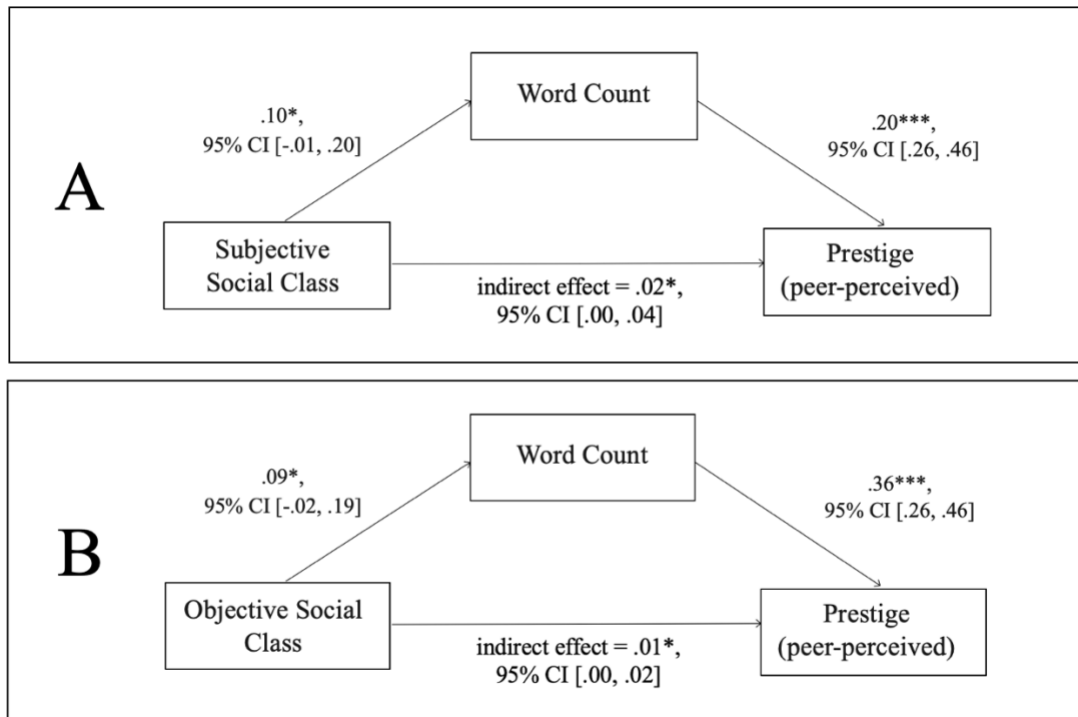 A
Word Count
.10*,
95% CI [-.01, .20]
.20***,
95% CI [.26, .46]
Subjective
Social Class
Prestige
(peer-perceived)
indirect effect = .02*,
95% CI [.00, .04]
B
Word Count
.09*,
95% CI [-.02, .19]
.36***,
95% CI [.26, .46]
Objective Social
Class
Prestige
(peer-perceived)
indirect effect = .01*,
95% CI [.00, .02]